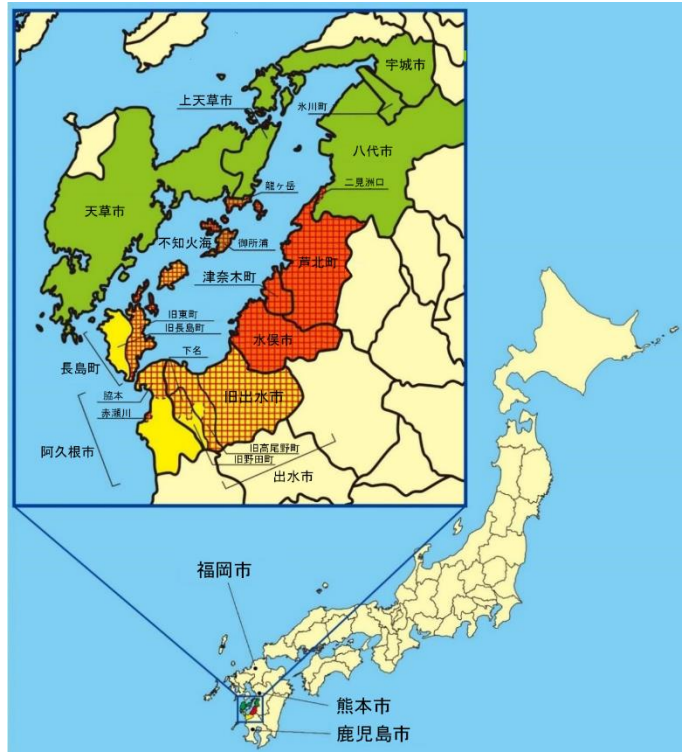 宇城市
上天草市
氷川町
八代市
龍ヶ岳
二見洲口
天草市
不知火海
御所浦
芦北町
津奈木町
旧東町
旧長島町
水俣市
下名
長島町
脇本
旧出水市
赤瀬川
阿久根市
旧高尾野町
旧野田町
出水市
福岡市
熊本市
鹿児島市